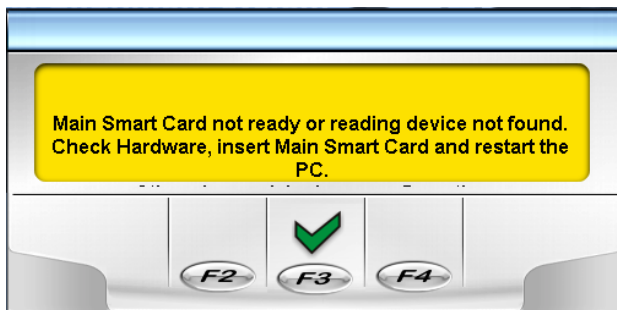 Main Smart Card not ready or reading device not found.
Check Hardware, insert Main Smart Card and restart the
PC.
F2 F3 F4